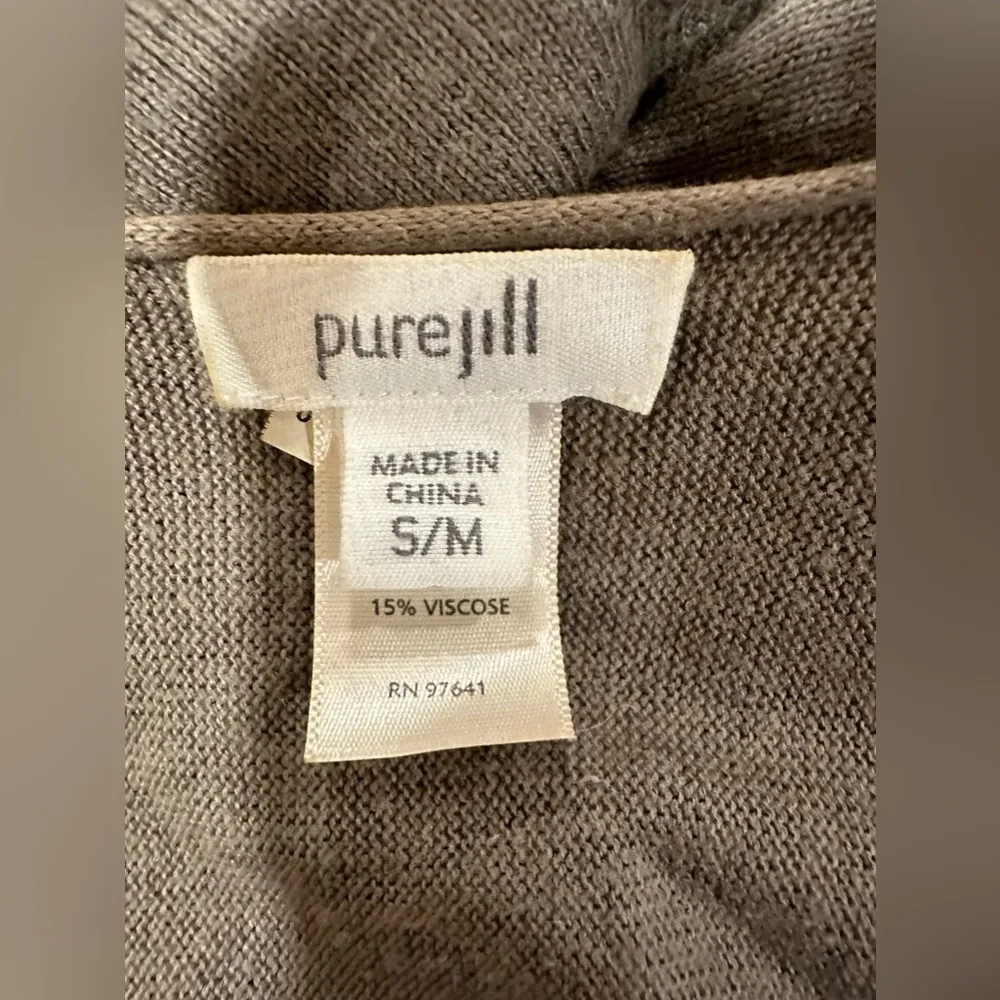 purejill
MADE IN
CHINA
S/M
15% VISCOSE
RN 97641